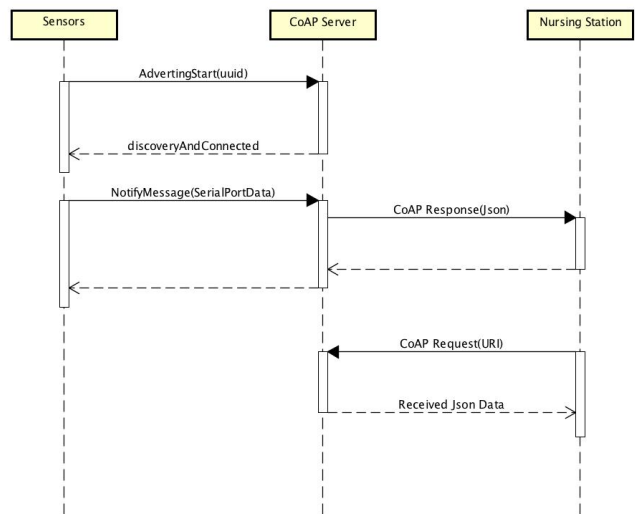 Sensors
CoAP Server
Nursing Station
AdvertingStart(uuid)
discoveryAndConnected
NotifyMessage(SerialPortData)
CoAP Response(Json)
CoAP Request(URI)
Received Json Data